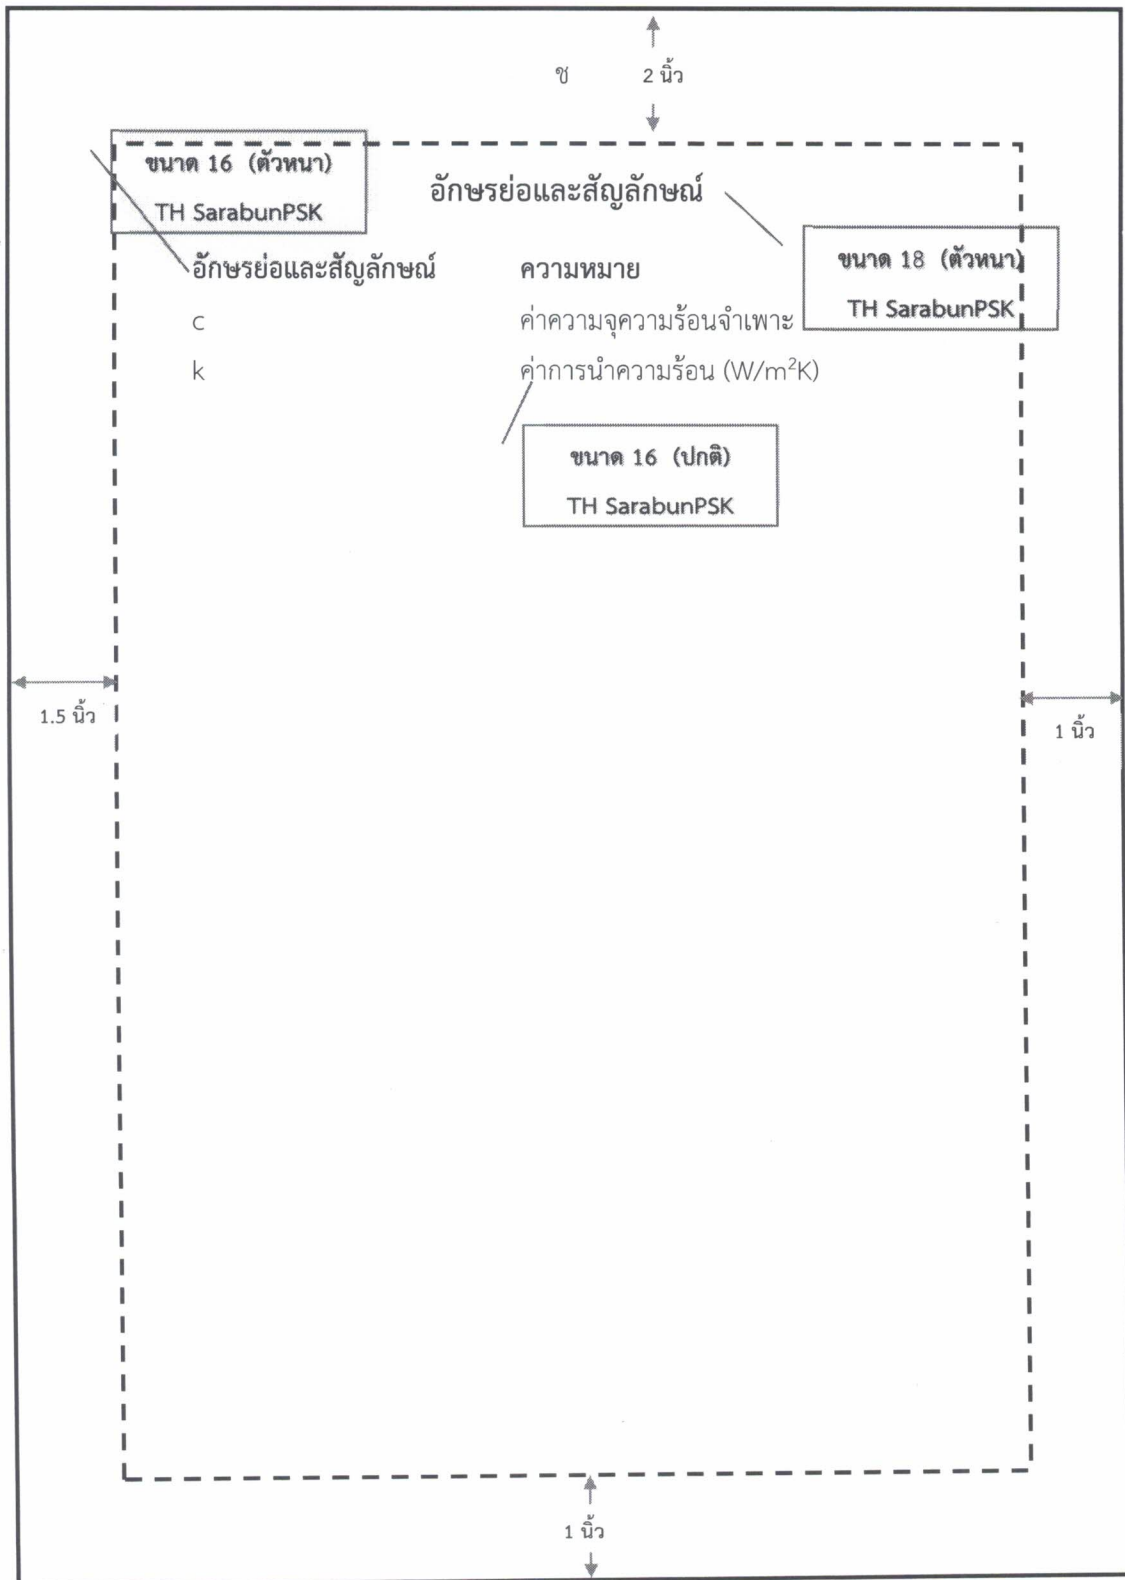 ช
2 นิ้ว
ขนาด 16 (ตัวหนา)
TH SarabunPSK
อักษรย่อและสัญลักษณ์
ขนาด 18 (ตัวหนา)
TH SarabunPSK
อักษรย่อและสัญลักษณ์ ความหมาย
c ค่าความจุความร้อนจำเพาะ
k ค่าการนำความร้อน (W/m²K)
ขนาด 16 (ปกติ)
TH SarabunPSK
1.5 นิ้ว
1 นิ้ว
1 นิ้ว